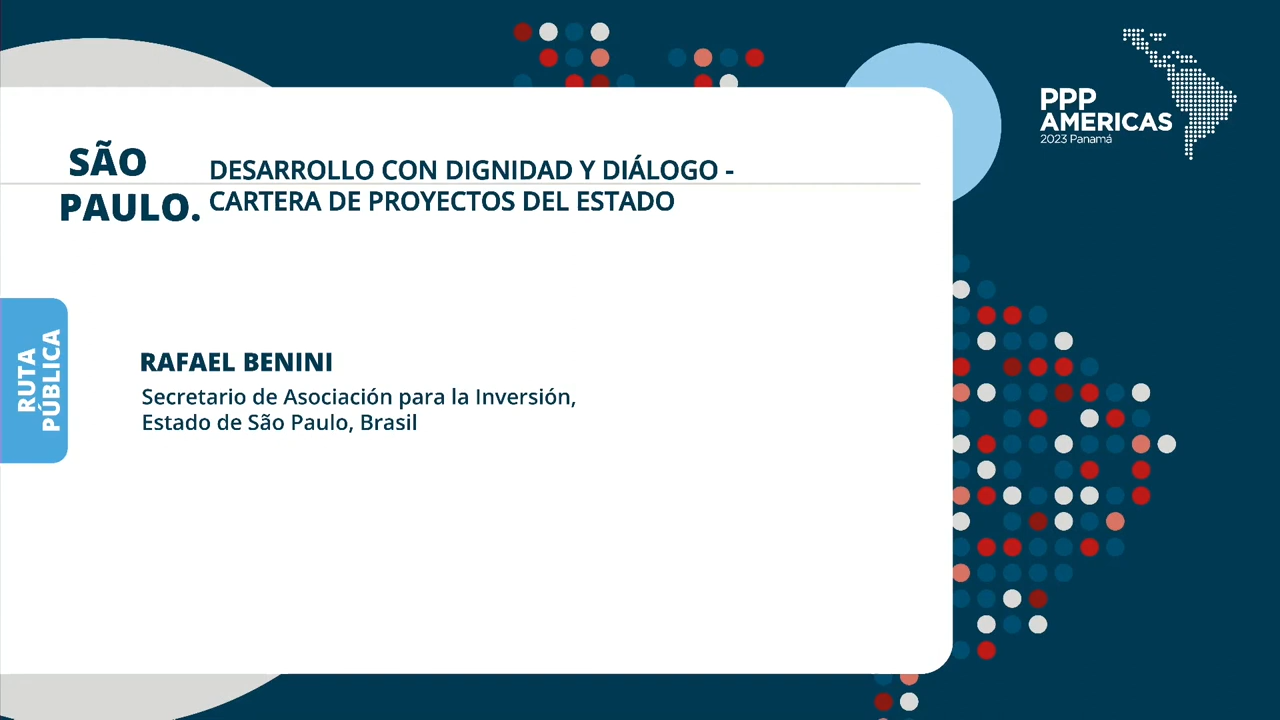 PPP
AMERICAS
2023 Panamá
SÃO
PAULO.
DESARROLLO CON DIGNIDAD Y DIÁLOGO -
CARTERA DE PROYECTOS DEL ESTADO
RUTA
PÚBLICA
RAFAEL BENINI
Secretario de Asociación para la Inversión,
Estado de São Paulo, Brasil